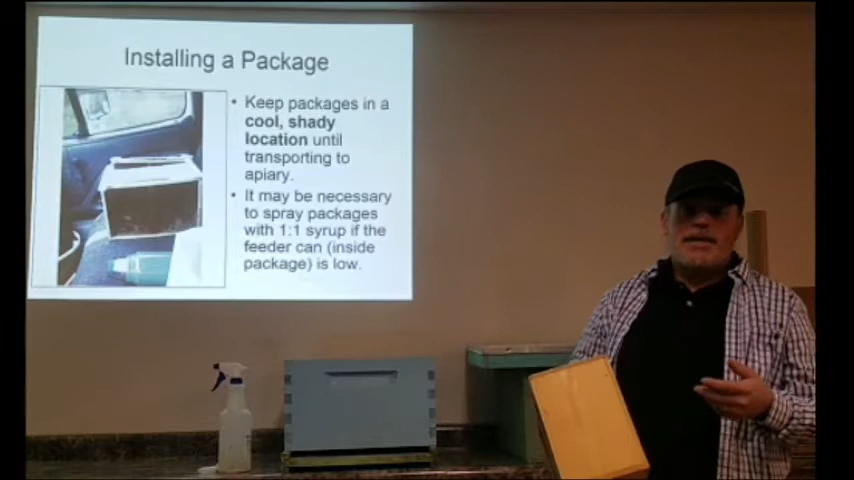 Installing a Package
• Keep packages in a
cool, shady
location until
transporting to
apiary.
• It may be necessary
to spray packages
with 1:1 syrup if the
feeder can (inside
package) is low.